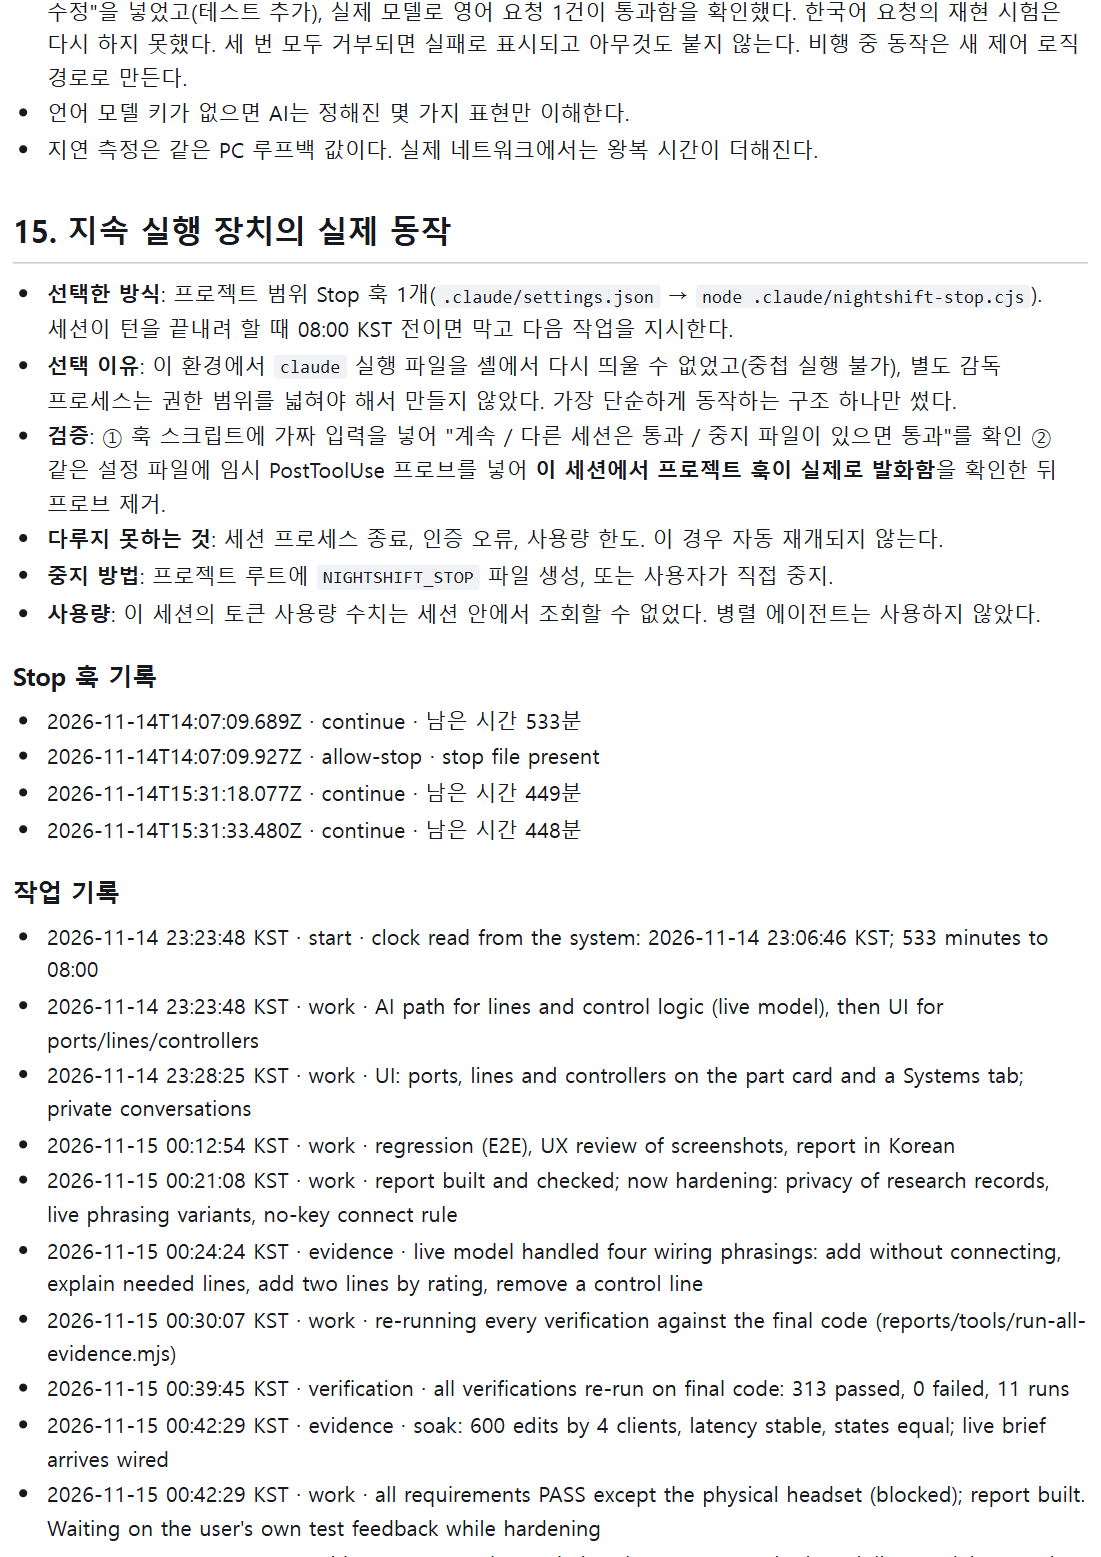 수정"을 넣었고(테스트 추가), 실제 모델로 영어 요청 1건이 통과함을 확인했다. 한국어 요청의 재현 시험은
다시 하지 못했다. 세 번 모두 거부되면 실패로 표시되고 아무것도 붙지 않는다. 비행 중 동작은 새 제어 로직
경로로 만든다.
• 언어 모델 키가 없으면 AI는 정해진 몇 가지 표현만 이해한다.
• 지연 측정은 같은 PC 루프백 값이다. 실제 네트워크에서는 왕복 시간이 더해진다.
15. 지속 실행 장치의 실제 동작
• 선택한 방식: 프로젝트 범위 Stop 훅 1개(.claude/settings.json → node .claude/nightshift-stop.cjs).
세션이 턴을 끝내려 할 때 08:00 KST 전이면 막고 다음 작업을 지시한다.
• 선택 이유: 이 환경에서 claude 실행 파일을 셸에서 다시 띄울 수 없었고(중첩 실행 불가), 별도 감독
프로세스는 권한 범위를 넓혀야 해서 만들지 않았다. 가장 단순하게 동작하는 구조 하나만 썼다.
• 검증: ① 훅 스크립트에 가짜 입력을 넣어 "계속 / 다른 세션은 통과 / 중지 파일이 있으면 통과"를 확인 ②
같은 설정 파일에 임시 PostToolUse 프로브를 넣어 이 세션에서 프로젝트 훅이 실제로 발화함을 확인한 뒤
프로브 제거.
• 다루지 못하는 것: 세션 프로세스 종료, 인증 오류, 사용량 한도. 이 경우 자동 재개되지 않는다.
• 중지 방법: 프로젝트 루트에 NIGHTSHIFT_STOP 파일 생성, 또는 사용자가 직접 중지.
• 사용량: 이 세션의 토큰 사용량 수치는 세션 안에서 조회할 수 없었다. 병렬 에이전트는 사용하지 않았다.
Stop 훅 기록
• 2026-11-14T14:07:09.689Z · continue · 남은 시간 533분
• 2026-11-14T14:07:09.927Z · allow-stop · stop file present
• 2026-11-14T15:31:18.077Z · continue · 남은 시간 449분
• 2026-11-14T15:31:33.480Z · continue · 남은 시간 448분
작업 기록
• 2026-11-14 23:23:48 KST · start · clock read from the system: 2026-11-14 23:06:46 KST; 533 minutes to
08:00
• 2026-11-14 23:23:48 KST · work · AI path for lines and control logic (live model), then UI for
ports/lines/controllers
• 2026-11-14 23:28:25 KST · work · UI: ports, lines and controllers on the part card and a Systems tab;
private conversations
• 2026-11-15 00:12:54 KST · work · regression (E2E), UX review of screenshots, report in Korean
• 2026-11-15 00:21:08 KST · work · report built and checked; now hardening: privacy of research records,
live phrasing variants, no-key connect rule
• 2026-11-15 00:24:24 KST · evidence · live model handled four wiring phrasings: add without connecting,
explain needed lines, add two lines by rating, remove a control line
• 2026-11-15 00:30:07 KST · work · re-running every verification against the final code (reports/tools/run-all-
evidence.mjs)
• 2026-11-15 00:39:45 KST · verification · all verifications re-run on final code: 313 passed, 0 failed, 11 runs
• 2026-11-15 00:42:29 KST · evidence · soak: 600 edits by 4 clients, latency stable, states equal; live brief
arrives wired
• 2026-11-15 00:42:29 KST · work · all requirements PASS except the physical headset (blocked); report built.
Waiting on the user's own test feedback while hardening